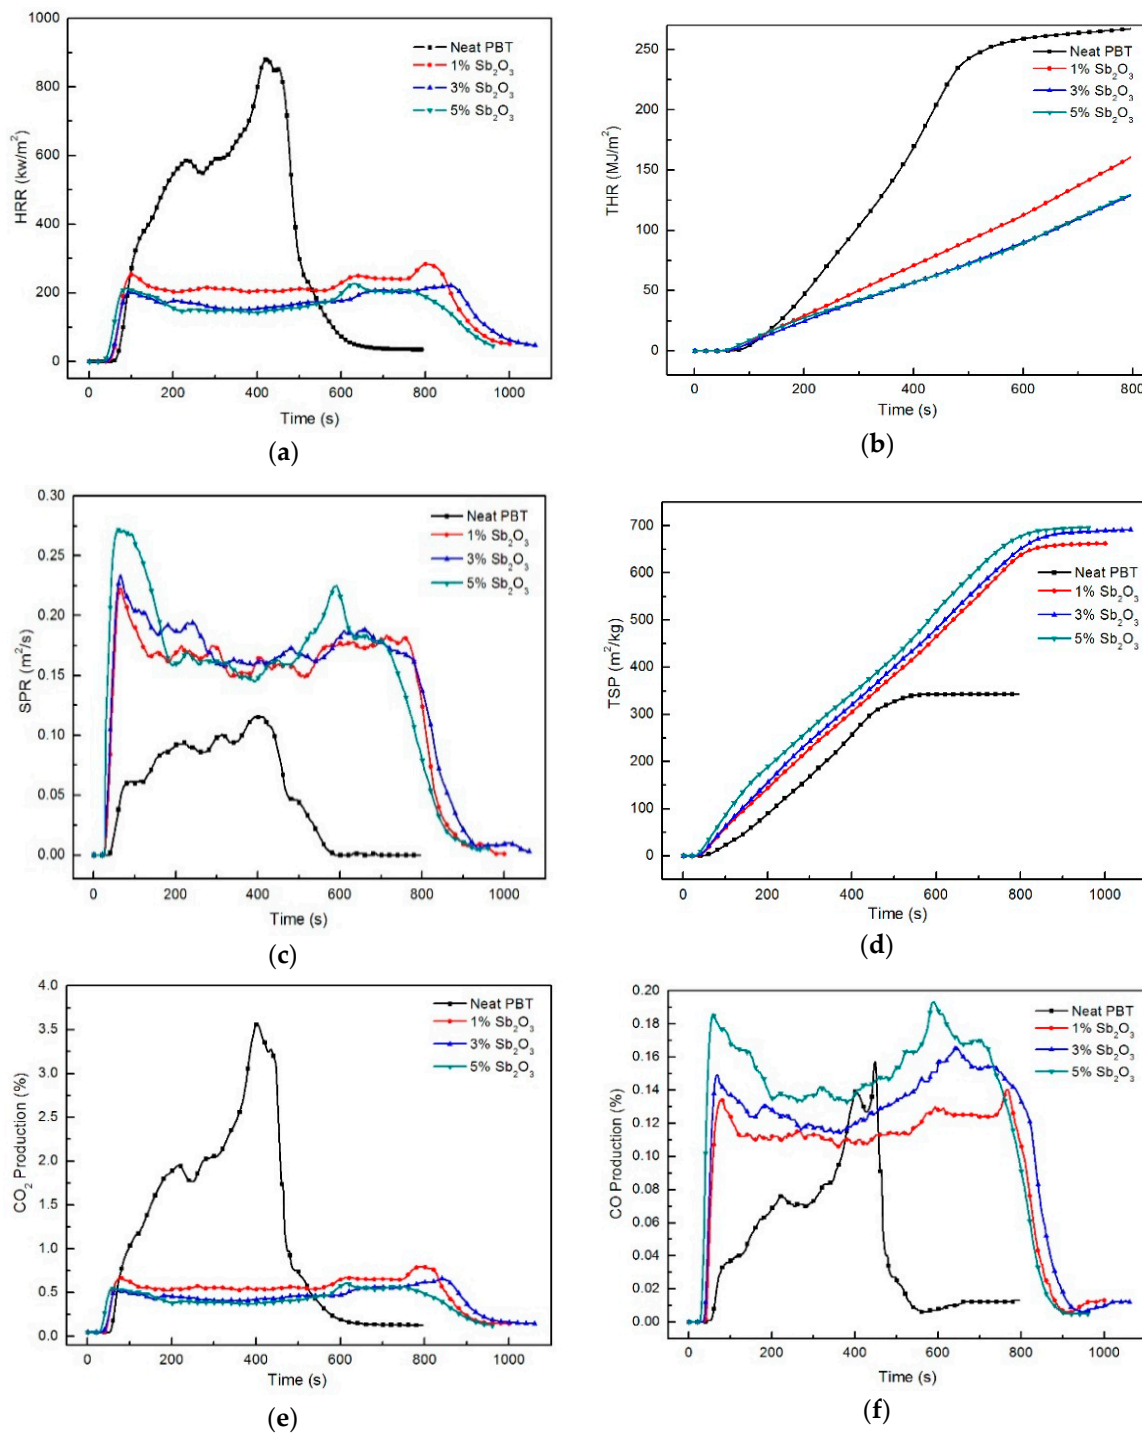 1000
800
600
400
200
0
HRR (kw/m²)
Neat PBT
1% Sb₂O₃
3% Sb₂O₃
5% Sb₂O₃
0 200 400 600 800 1000
Time (s)
(a)
250
200
150
100
50
0
THR (MJ/m²)
Neat PBT
1% Sb₂O₃
3% Sb₂O₃
5% Sb₂O₃
0 200 400 600 800
Time (s)
(b)
0.30
0.25
0.20
0.15
0.10
0.05
0.00
SPR (m²/s)
Neat PBT
1% Sb₂O₃
3% Sb₂O₃
5% Sb₂O₃
0 200 400 600 800 1000
Time (s)
(c)
700
600
500
400
300
200
100
0
TSP (m²/kg)
Neat PBT
1% Sb₂O₃
3% Sb₂O₃
5% Sb₂O₃
0 200 400 600 800 1000
Time (s)
(d)
4.0
3.5
3.0
2.5
2.0
1.5
1.0
0.5
0.0
CO₂ Production (%)
Neat PBT
1% Sb₂O₃
3% Sb₂O₃
5% Sb₂O₃
0 200 400 600 800 1000
Time (s)
(e)
0.20
0.18
0.16
0.14
0.12
0.10
0.08
0.06
0.04
0.02
0.00
CO Production (%)
Neat PBT
1% Sb₂O₃
3% Sb₂O₃
5% Sb₂O₃
0 200 400 600 800 1000
Time (s)
(f)